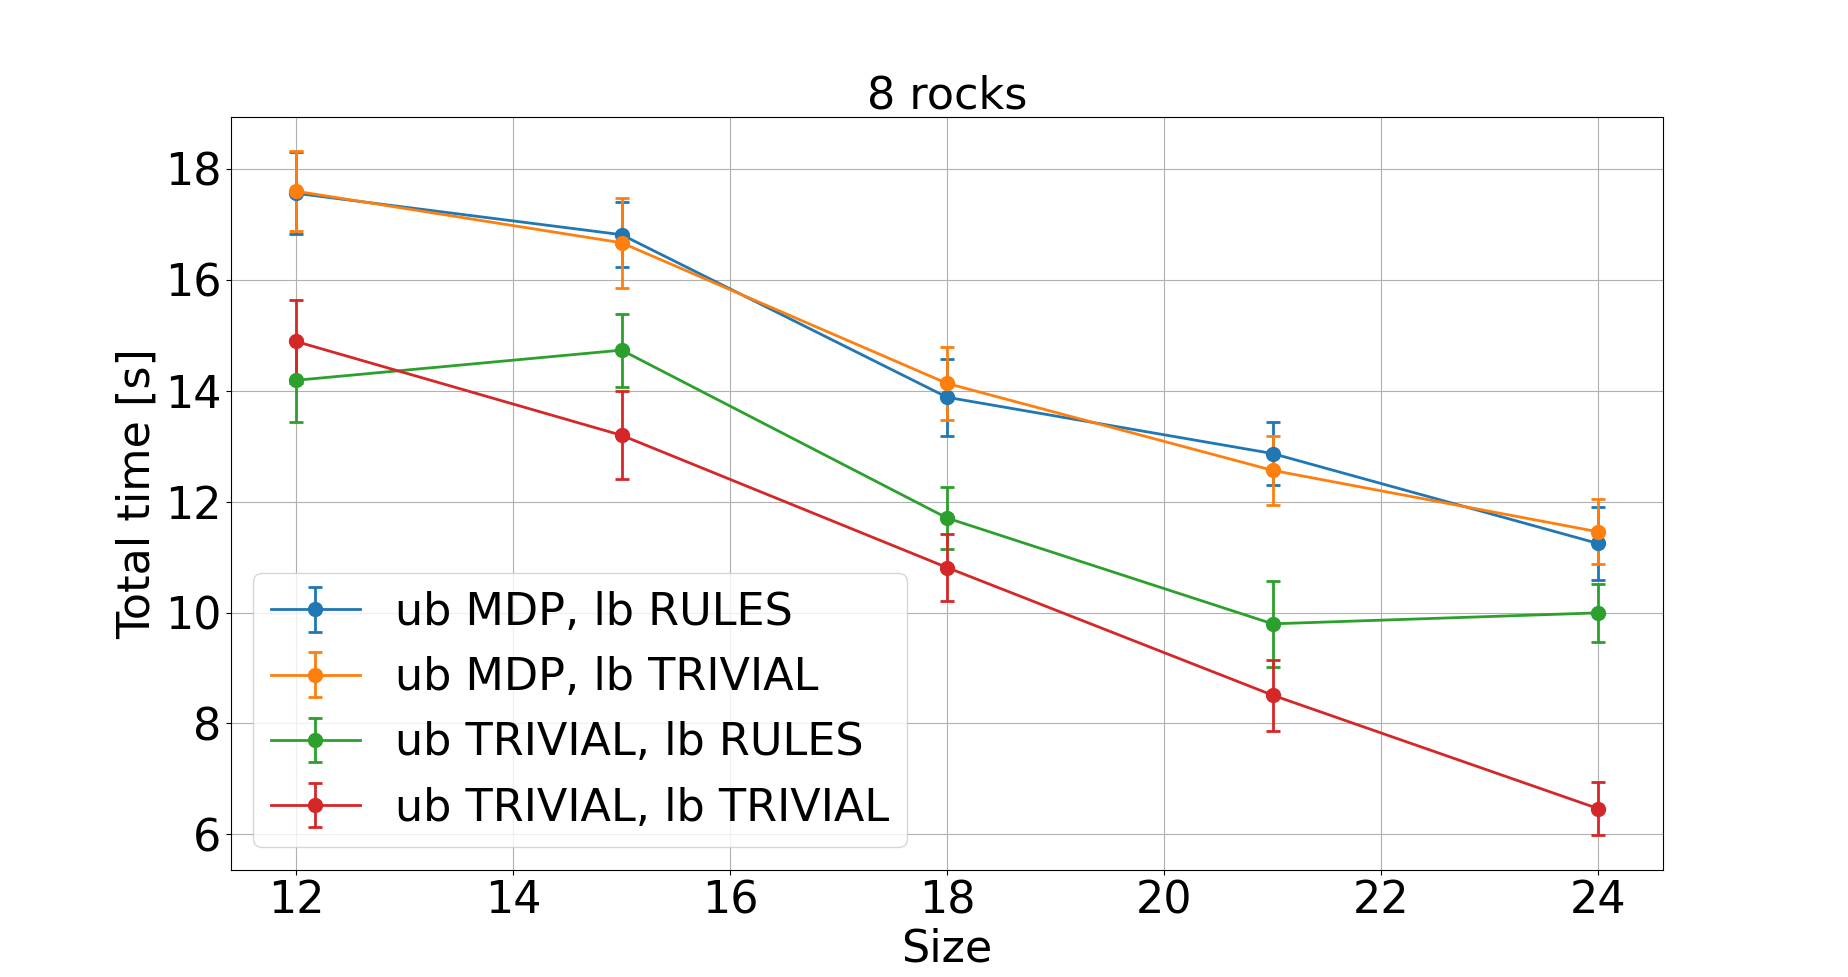 8 rocks
Total time [s]
18
16
14
12
10
8
6
ub MDP, lb RULES
ub MDP, lb TRIVIAL
ub TRIVIAL, lb RULES
ub TRIVIAL, lb TRIVIAL
12 14 16 18 20 22 24
Size